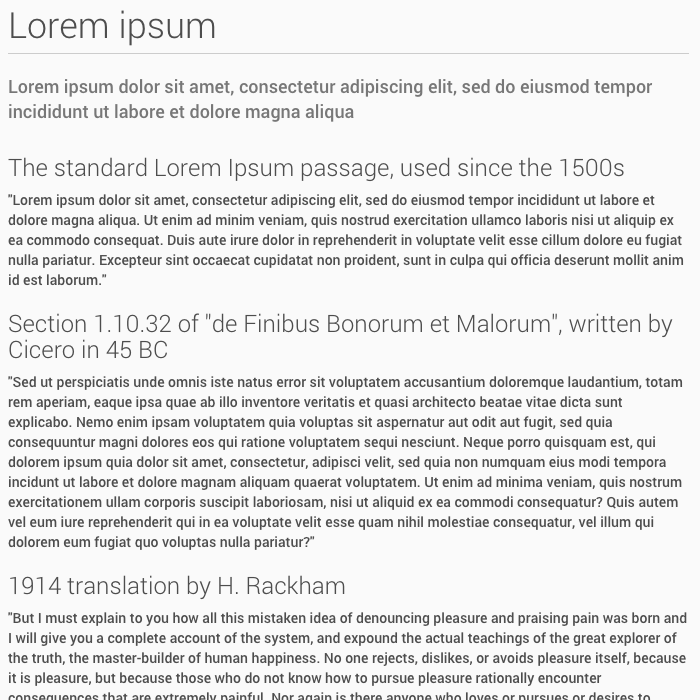 Lorem ipsum
Lorem ipsum dolor sit amet, consectetur adipiscing elit, sed do eiusmod tempor
incididunt ut labore et dolore magna aliqua
The standard Lorem Ipsum passage, used since the 1500s
"Lorem ipsum dolor sit amet, consectetur adipiscing elit, sed do eiusmod tempor incididunt ut labore et
dolore magna aliqua. Ut enim ad minim veniam, quis nostrud exercitation ullamco laboris nisi ut aliquip ex
ea commodo consequat. Duis aute irure dolor in reprehenderit in voluptate velit esse cillum dolore eu fugiat
nulla pariatur. Excepteur sint occaecat cupidatat non proident, sunt in culpa qui officia deserunt mollit anim
id est laborum."
Section 1.10.32 of "de Finibus Bonorum et Malorum", written by
Cicero in 45 BC
"Sed ut perspiciatis unde omnis iste natus error sit voluptatem accusantium doloremque laudantium, totam
rem aperiam, eaque ipsa quae ab illo inventore veritatis et quasi architecto beatae vitae dicta sunt
explicabo. Nemo enim ipsam voluptatem quia voluptas sit aspernatur aut odit aut fugit, sed quia
consequuntur magni dolores eos qui ratione voluptatem sequi nesciunt. Neque porro quisquam est, qui
dolorem ipsum quia dolor sit amet, consectetur, adipisci velit, sed quia non numquam eius modi tempora
incidunt ut labore et dolore magnam aliquam quaerat voluptatem. Ut enim ad minima veniam, quis nostrum
exercitationem ullam corporis suscipit laboriosam, nisi ut aliquid ex ea commodi consequatur? Quis autem
vel eum iure reprehenderit qui in ea voluptate velit esse quam nihil molestiae consequatur, vel illum qui
dolorem eum fugiat quo voluptas nulla pariatur?"
1914 translation by H. Rackham
"But I must explain to you how all this mistaken idea of denouncing pleasure and praising pain was born and
I will give you a complete account of the system, and expound the actual teachings of the great explorer of
the truth, the master-builder of human happiness. No one rejects, dislikes, or avoids pleasure itself, because
it is pleasure, but because those who do not know how to pursue pleasure rationally encounter
consequences that are extremely painful. Nor again is there anyone who loves or pursues or desires to